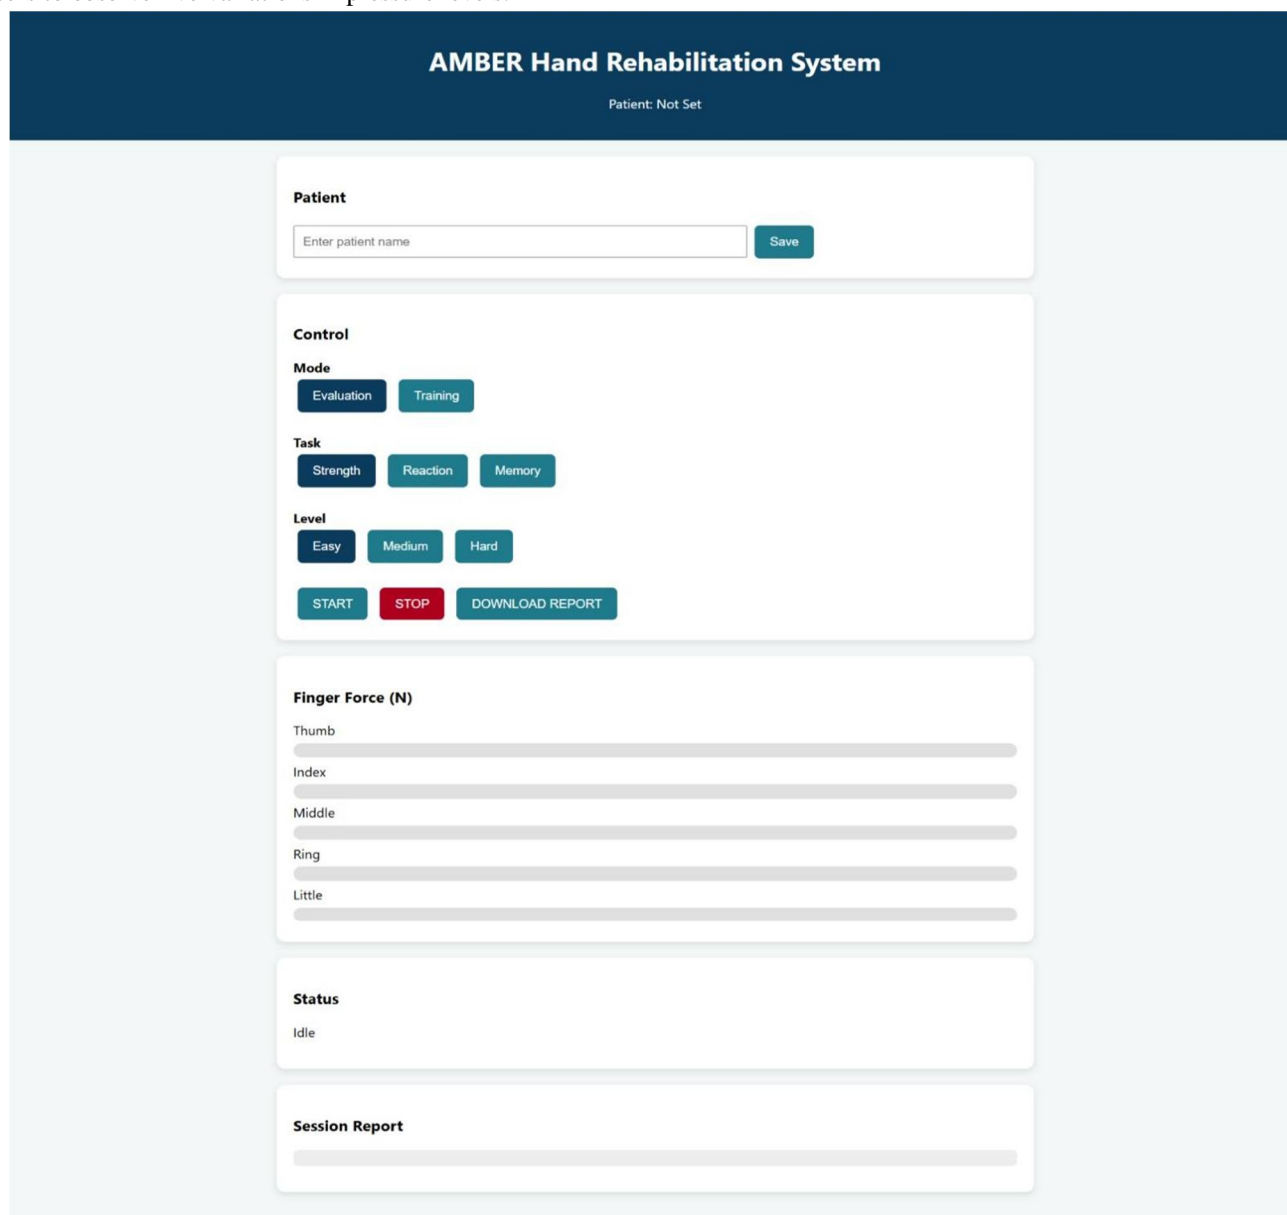 AMBER Hand Rehabilitation System
Patient: Not Set
Patient
Enter patient name Save
Control
Mode
Evaluation Training
Task
Strength Reaction Memory
Level
Easy Medium Hard
START STOP DOWNLOAD REPORT
Finger Force (N)
Thumb
Index
Middle
Ring
Little
Status
Idle
Session Report